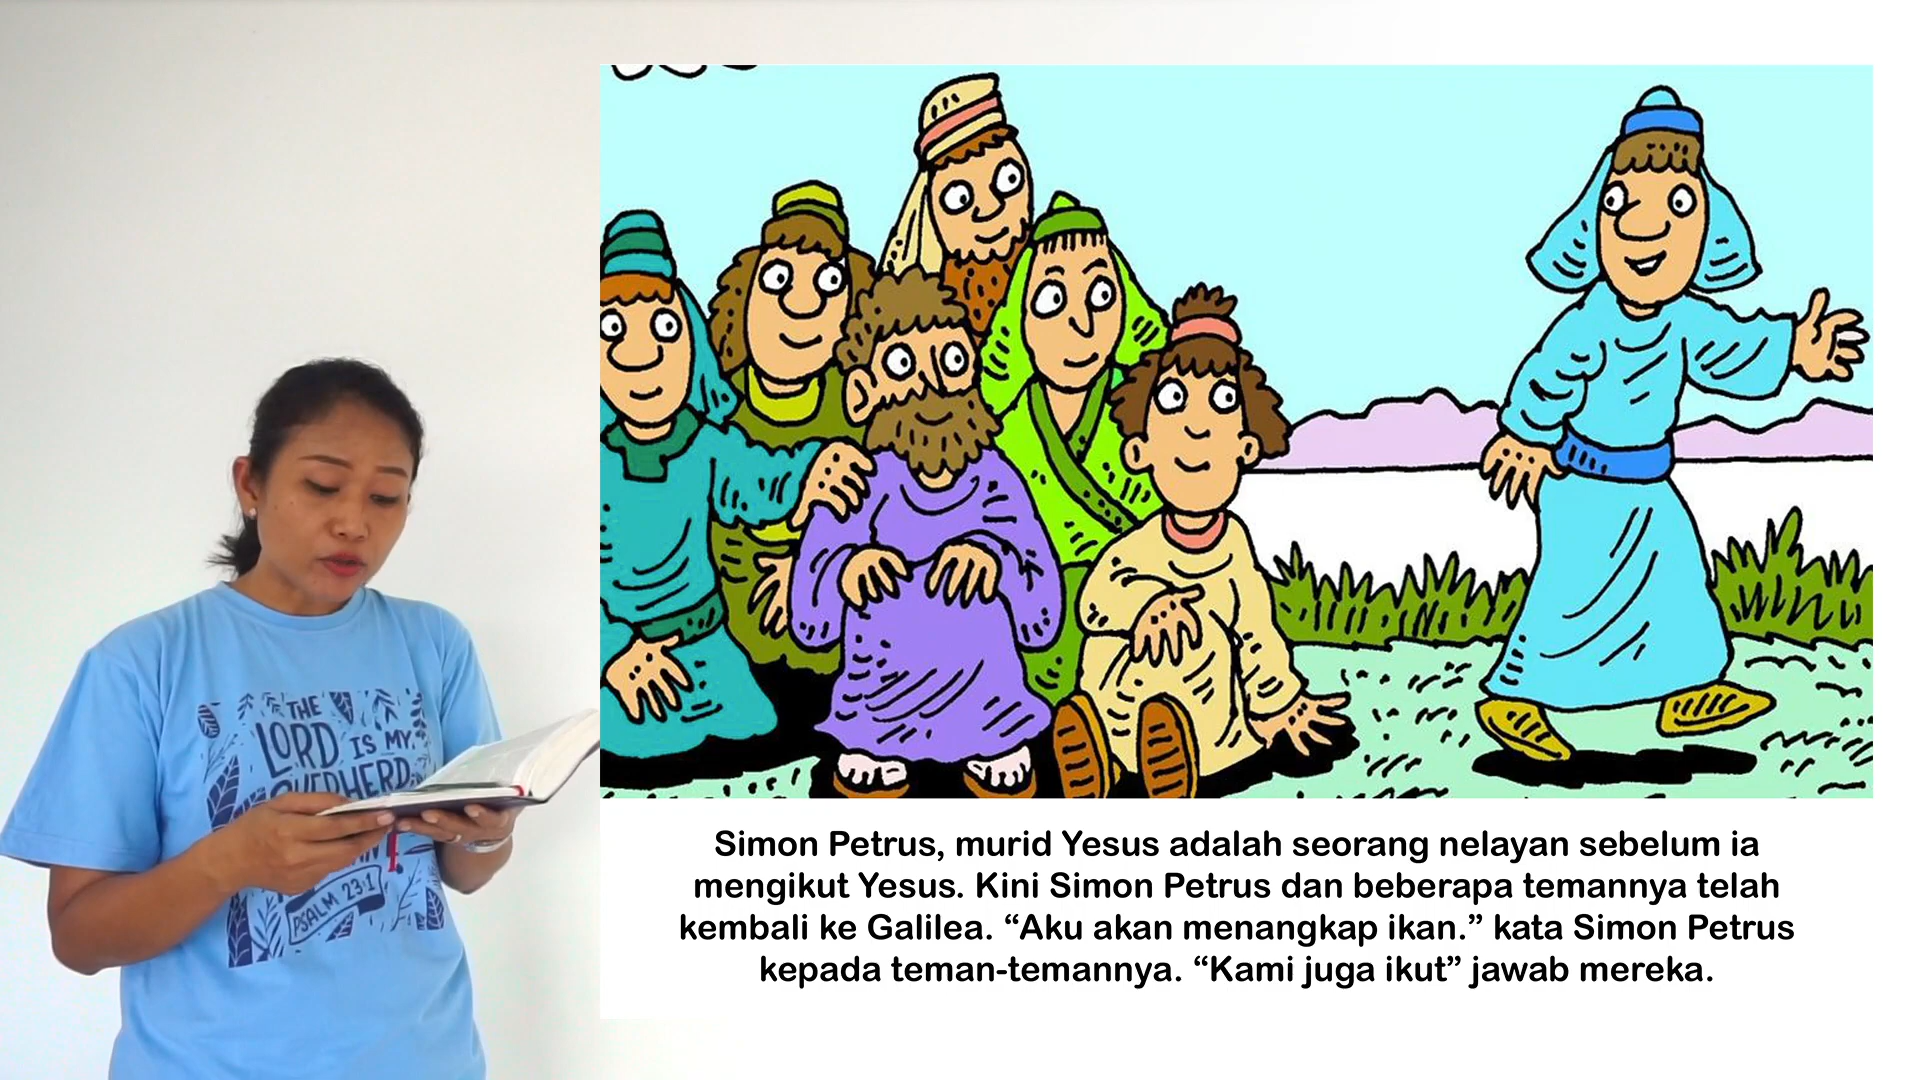 THE
LORD IS MY
SHEPHERD
PSALM 23:1
Simon Petrus, murid Yesus adalah seorang nelayan sebelum ia
mengikut Yesus. Kini Simon Petrus dan beberapa temannya telah
kembali ke Galilea. “Aku akan menangkap ikan.” kata Simon Petrus
kepada teman-temannya. “Kami juga ikut” jawab mereka.